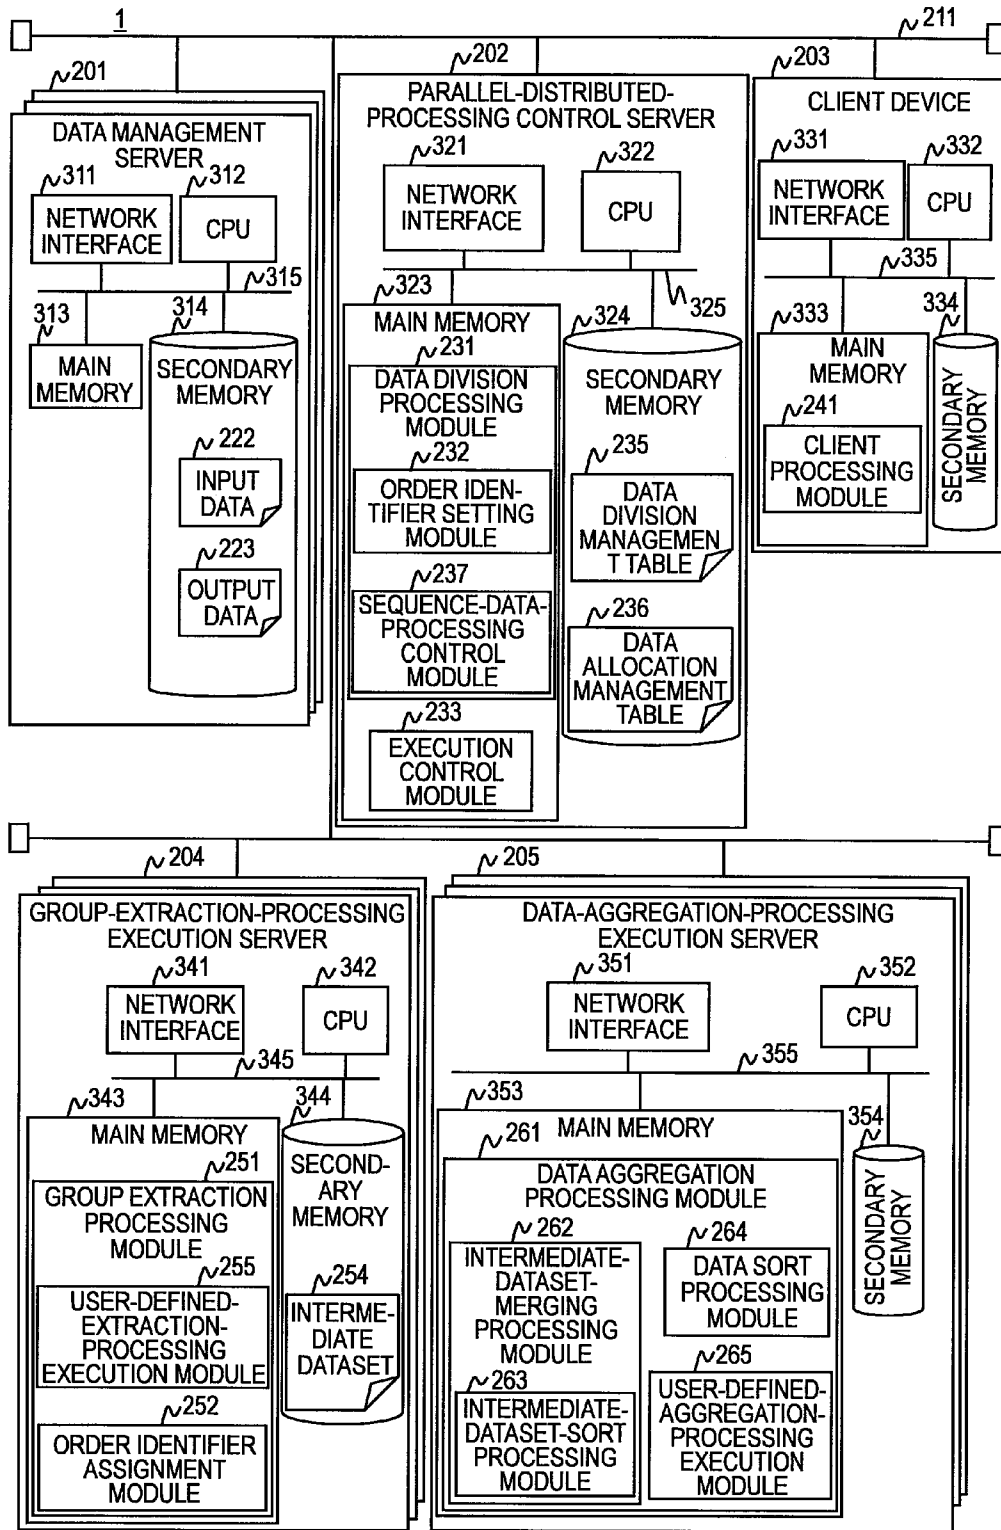 1
211
201
DATA MANAGEMENT
SERVER
311
312
NETWORK
INTERFACE
CPU
315
313
314
MAIN
MEMORY
SECONDARY
MEMORY
222
INPUT
DATA
223
OUTPUT
DATA
202
PARALLEL-DISTRIBUTED-
PROCESSING CONTROL SERVER
321
322
NETWORK
INTERFACE
CPU
325
323
324
MAIN MEMORY
231
DATA DIVISION
PROCESSING
MODULE
232
ORDER IDEN-
TIFIER SETTING
MODULE
237
SEQUENCE-DATA-
PROCESSING
CONTROL
MODULE
233
EXECUTION
CONTROL
MODULE
SECONDARY
MEMORY
235
DATA
DIVISION
MANAGEMEN
T TABLE
236
DATA
ALLOCATION
MANAGEMENT
TABLE
203
CLIENT DEVICE
331
332
NETWORK
INTERFACE
CPU
335
333
334
MAIN
MEMORY
241
CLIENT
PROCESSING
MODULE
SECONDARY
MEMORY
204
GROUP-EXTRACTION-PROCESSING
EXECUTION SERVER
341
342
NETWORK
INTERFACE
CPU
345
343
344
MAIN MEMORY
251
GROUP EXTRACTION
PROCESSING
MODULE
255
USER-DEFINED-
EXTRACTION-
PROCESSING
EXECUTION MODULE
252
ORDER IDENTIFIER
ASSIGNMENT MODULE
SECOND-
ARY
MEMORY
254
INTERME-
DIATE
DATASET
205
DATA-AGGREGATION-PROCESSING
EXECUTION SERVER
351
352
NETWORK
INTERFACE
CPU
355
353
354
MAIN MEMORY
261
DATA AGGREGATION
PROCESSING MODULE
262
INTERMEDIATE-
DATASET-
MERGING
PROCESSING
MODULE
263
INTERMEDIATE-
DATASET-SORT
PROCESSING
MODULE
264
DATA SORT
PROCESSING
MODULE
265
USER-DEFINED-
AGGREGATION-
PROCESSING
EXECUTION
MODULE
SECONDARY
MEMORY